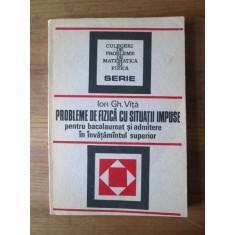 CULEGERI
DE
PROBLEME
DE
MATEMATICĂ
ȘI
FIZICĂ
SERIE
Ion Gh. Viță
PROBLEME DE FIZICĂ CU SITUAȚII IMPUSE
pentru bacalaureat și admitere
în învățămîntul superior